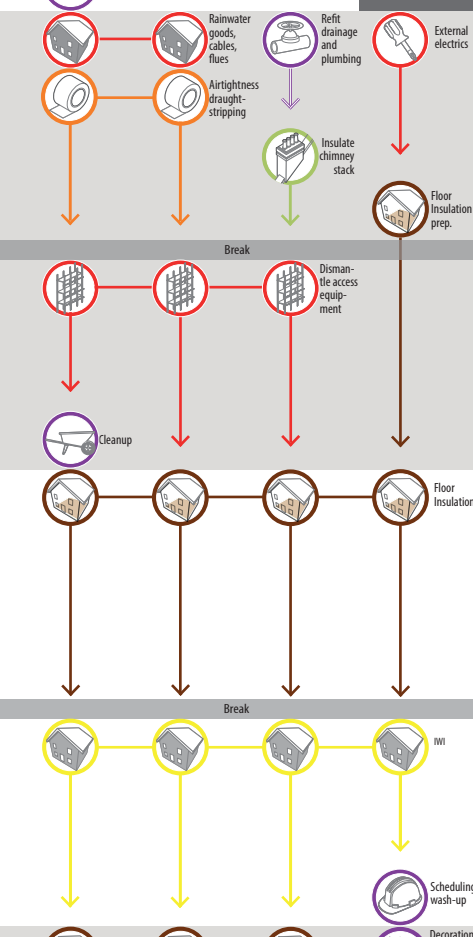 Rainwater
goods,
cables,
flues
Refit
drainage
and
plumbing
External
electrics
Airtightness
draught-
stripping
Insulate
chimney
stack
Floor
Insulation
prep.
Break
Disman-
tle access
equip-
ment
Cleanup
Floor
Insulation
Break
IWI
Scheduling
wash-up
Decoration